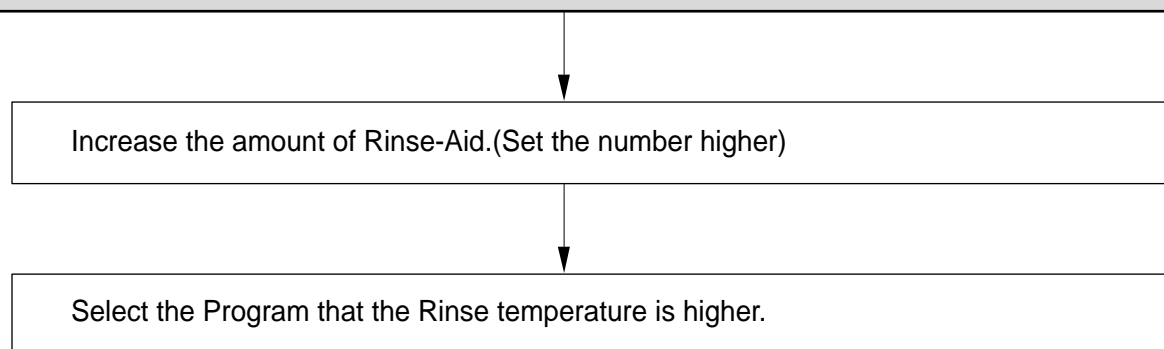 Increase the amount of Rinse-Aid.(Set the number higher)
Select the Program that the Rinse temperature is higher.